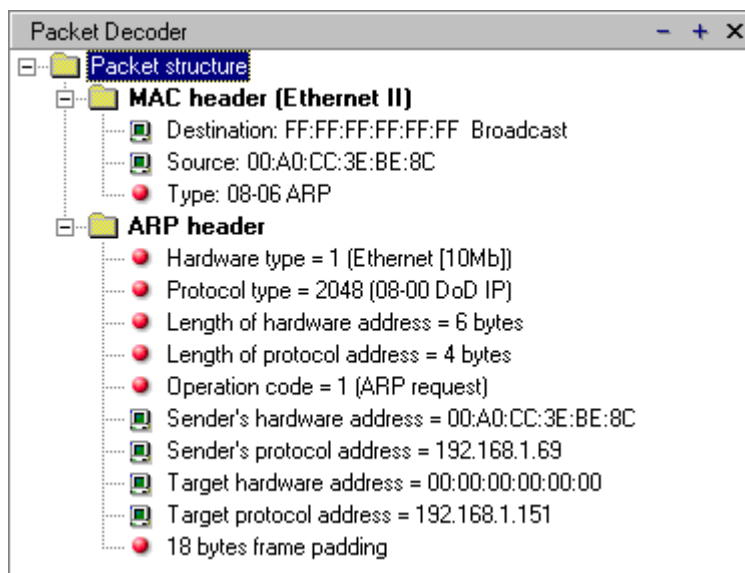 Packet Decoder
Packet structure
MAC header (Ethernet II)
Destination: FF:FF:FF:FF:FF:FF Broadcast
Source: 00:A0:CC:3E:BE:8C
Type: 08-06 ARP
ARP header
Hardware type = 1 (Ethernet [10Mb])
Protocol type = 2048 (08-00 DoD IP)
Length of hardware address = 6 bytes
Length of protocol address = 4 bytes
Operation code = 1 (ARP request)
Sender's hardware address = 00:A0:CC:3E:BE:8C
Sender's protocol address = 192.168.1.69
Target hardware address = 00:00:00:00:00:00
Target protocol address = 192.168.1.151
18 bytes frame padding